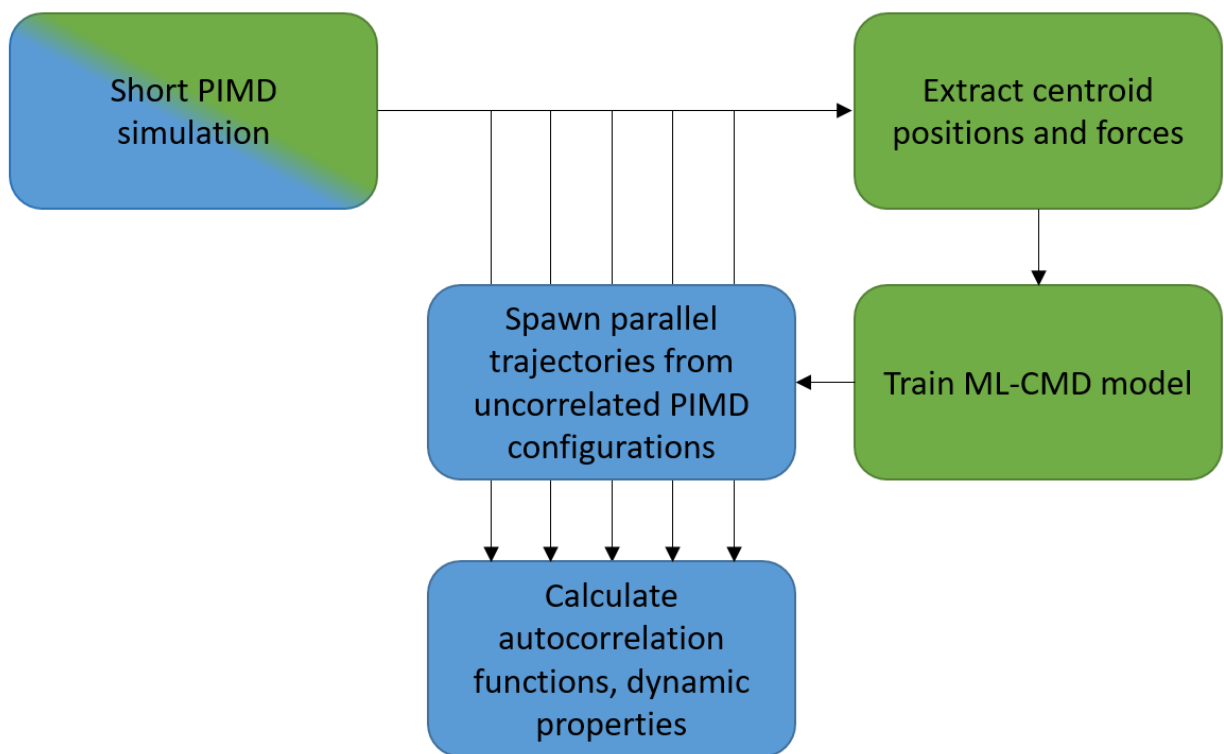 Short PIMD
simulation
Extract centroid
positions and forces
Spawn parallel
trajectories from
uncorrelated PIMD
configurations
Train ML-CMD model
Calculate
autocorrelation
functions, dynamic
properties